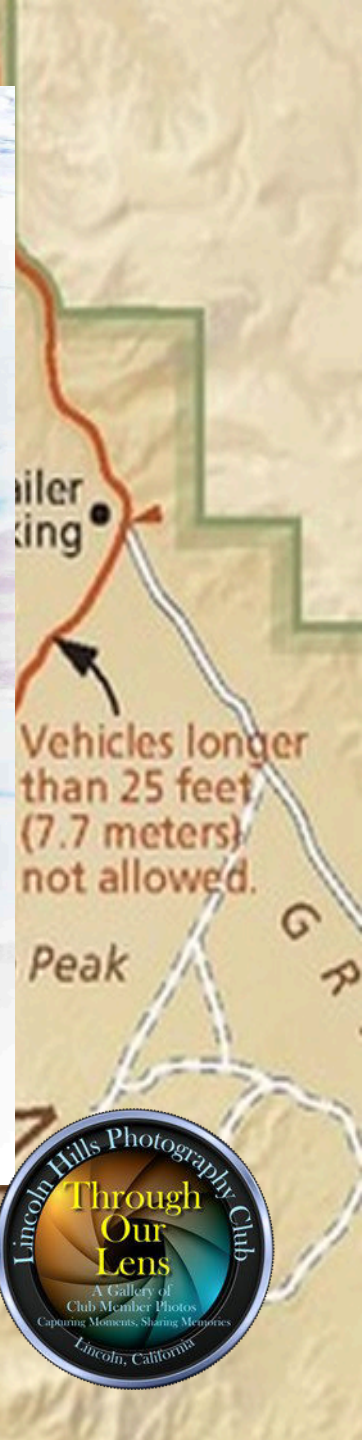 ailer
king
Vehicles longer
than 25 feet
(7.7 meters)
not allowed.
G R
Peak
Lincoln Hills Photography Club
Through
Our
Lens
A Gallery of
Club Member Photos
Capturing Moments, Sharing Memories
Lincoln, California